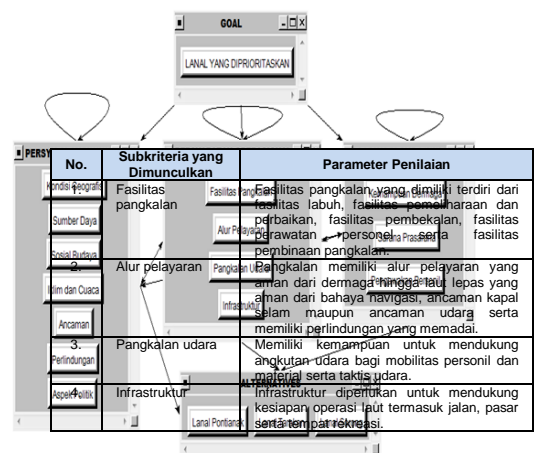 GOAL
LANAL YANG DIPRIORITASKAN
PERSY
No.
Subkriteria yang
Dimunculkan
Parameter Penilaian
1.
Fasilitas
pangkalan
Fasilitas pangkalan yang dimiliki terdiri dari
fasilitas labuh, fasilitas pemeliharaan dan
perbaikan, fasilitas pembekalan, fasilitas
perawatan personel serta fasilitas
pembinaan pangkalan.
2.
Alur pelayaran
Pangkalan memiliki alur pelayaran yang
aman dari dermaga hingga laut lepas yang
aman dari bahaya navigasi, ancaman kapal
selam maupun ancaman udara serta
memiliki perlindungan yang memadai.
3.
Pangkalan udara
Memiliki kemampuan untuk mendukung
angkutan udara bagi mobilitas personil dan
material serta taktis udara.
4.
Infrastruktur
Infrastruktur diperlukan untuk mendukung
kesiapan operasi laut termasuk jalan, pasar
serta tempat rekreasi.
Kondisi Geografis
Sumber Daya
Sosial Budaya
Iklim dan Cuaca
Ancaman
Perlindungan
Aspek Politik
Fasilitas Pangkalan
Alur Pelayaran
Pangkalan Udara
Infrastruktur
Kemampuan Dermaga
Sarana Prasarana
ALTERNATIVES
Lanal Pontianak
Lanal
Lanal